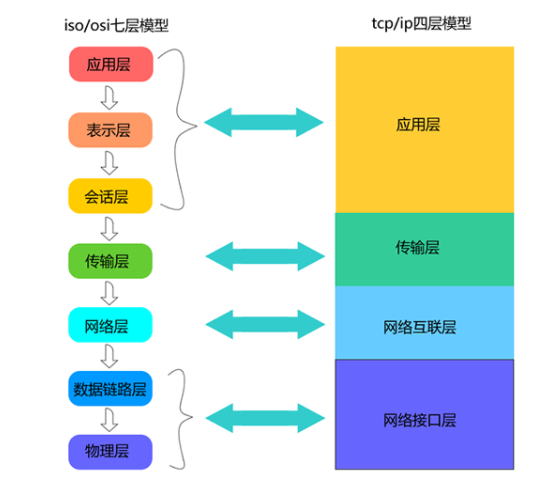 iso/osi七层模型
应用层
表示层
会话层
传输层
网络层
数据链路层
物理层
tcp/ip四层模型
应用层
传输层
网络互联层
网络接口层